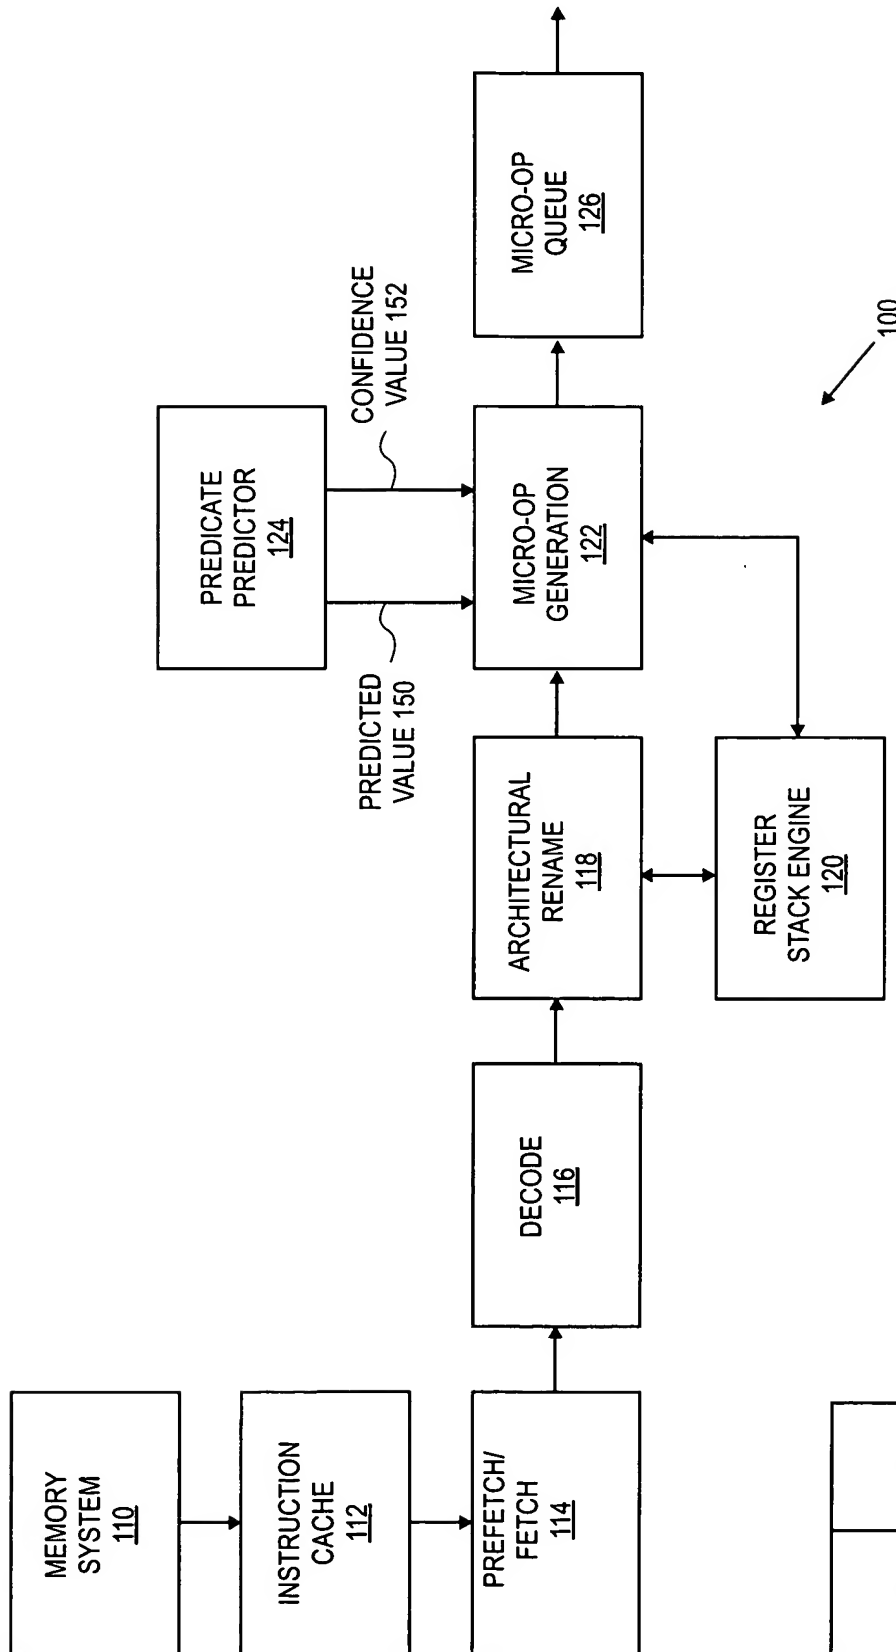 MEMORY
SYSTEM
110
INSTRUCTION
CACHE
112
PREFETCH/
FETCH
114
DECODE
116
ARCHITECTURAL
RENAME
118
REGISTER
STACK ENGINE
120
PREDICATE
PREDICTOR
124
PREDICTED
VALUE 150
CONFIDENCE
VALUE 152
MICRO-OP
GENERATION
122
MICRO-OP
QUEUE
126
100